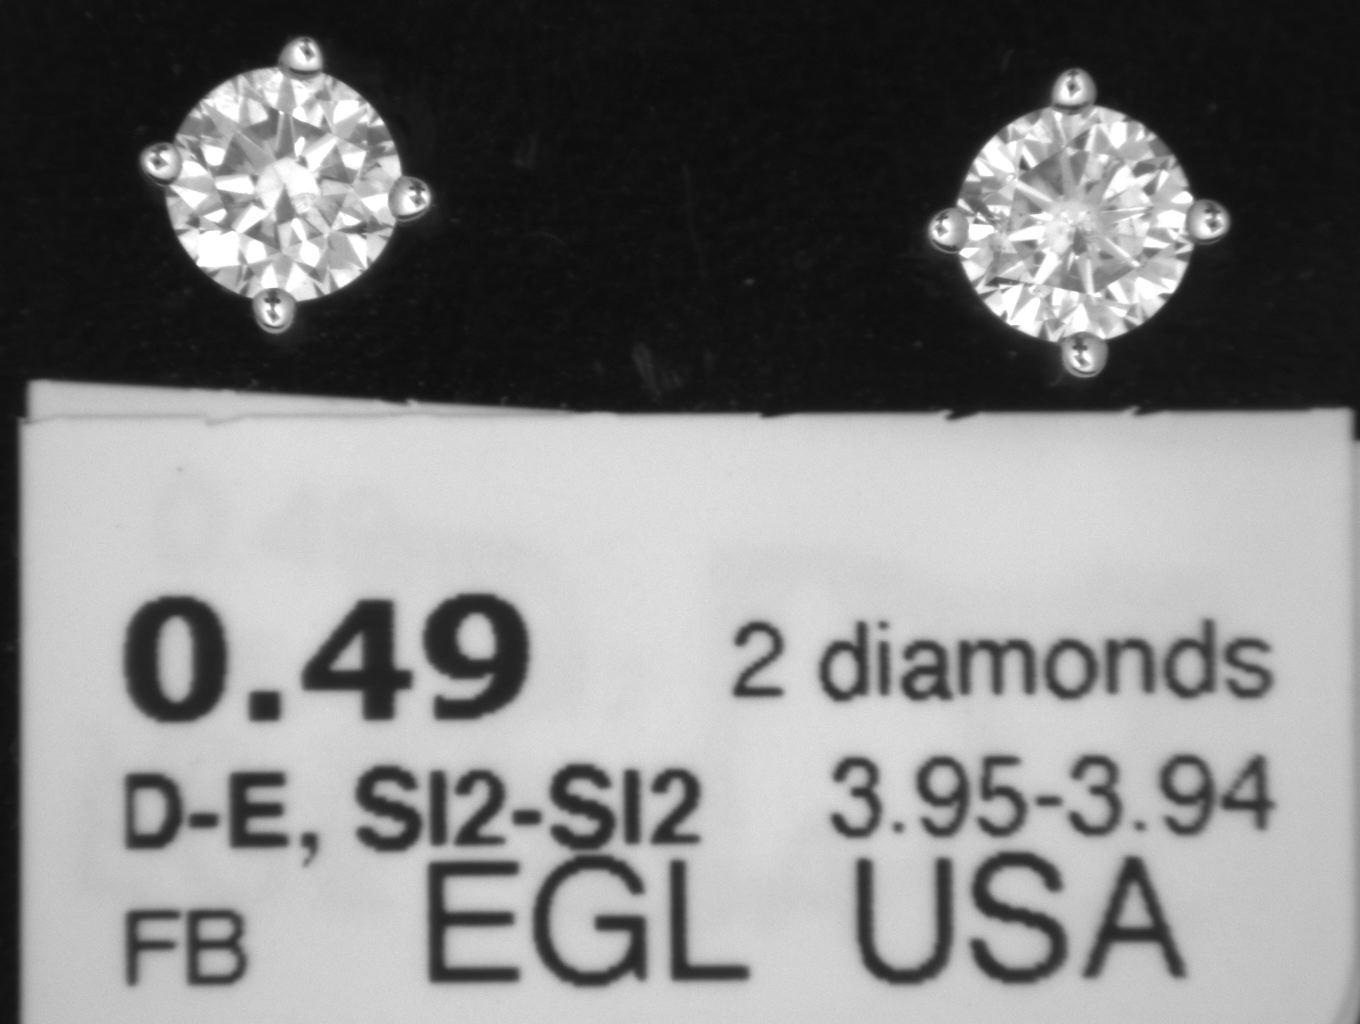 0.49 2 diamonds
D-E, SI2-SI2 3.95-3.94
FB EGL USA